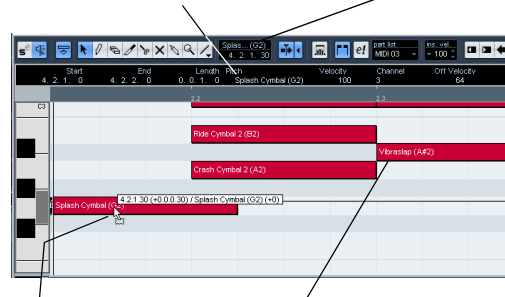 Splas... (G2)
4. 2. 1. 30
part list
MIDI 03
ins. vel.
100
Start End Length Pitch Velocity Channel Off Velocity
4. 2. 1. 0 4. 2. 2. 0 0. 0. 1. 0 Splash Cymbal (G2) 100 3 64
2.2 2.3
C3
Ride Cymbal 2 (B2)
Vibraslap (A#2)
Crash Cymbal 2 (A2)
4.2.1.30 (+0.0.0.30) / Splash Cymbal (G2) (+0)
Splash Cymbal (G2)